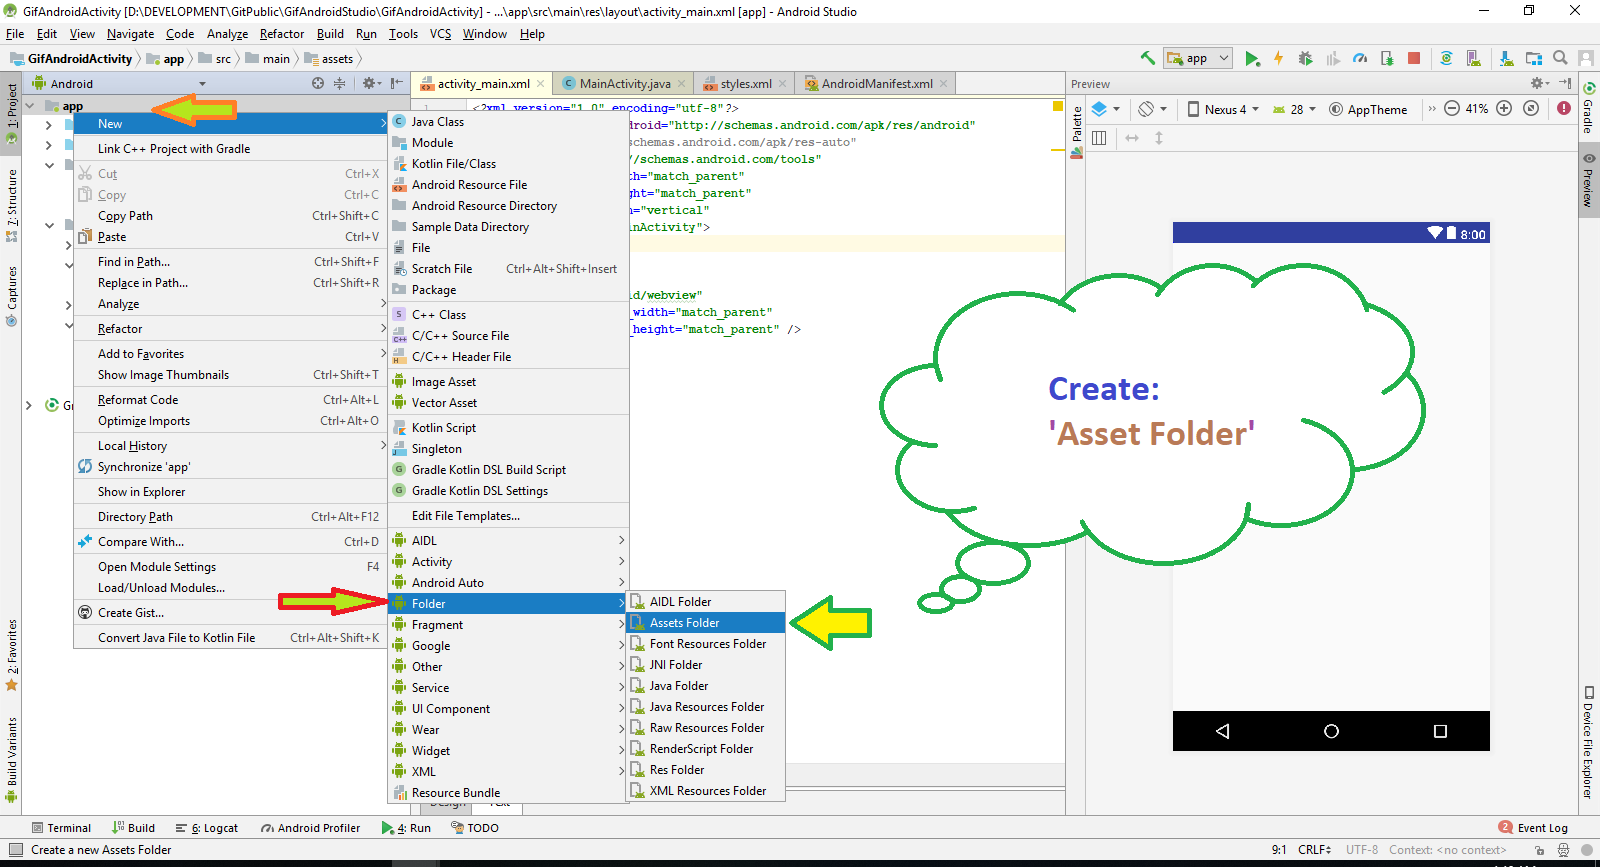 GifAndroidActivity [D:\DEVELOPMENT\GitPublic\GifAndroidStudio\GifAndroidActivity] - ...\app\src\main\res\layout\activity_main.xml [app] - Android Studio
File Edit View Navigate Code Analyze Refactor Build Run Tools VCS Window Help
GifAndroidActivity app src main assets
app
Android
activity_main.xml
MainActivity.java
styles.xml
AndroidManifest.xml
Preview
1: Project
7: Structure
Captures
2: Favorites
Build Variants
app
New
Link C++ Project with Gradle
Cut Ctrl+X
Copy Ctrl+C
Copy Path Ctrl+Shift+C
Paste Ctrl+V
Find in Path... Ctrl+Shift+F
Replace in Path... Ctrl+Shift+R
Analyze
Refactor
Add to Favorites
Show Image Thumbnails Ctrl+Shift+T
Reformat Code Ctrl+Alt+L
Optimize Imports Ctrl+Alt+O
Local History
Synchronize 'app'
Show in Explorer
Directory Path Ctrl+Alt+F12
Compare With... Ctrl+D
Open Module Settings F4
Load/Unload Modules...
Create Gist...
Convert Java File to Kotlin File Ctrl+Alt+Shift+K
Java Class
Module
Kotlin File/Class
Android Resource File
Android Resource Directory
Sample Data Directory
File
Scratch File Ctrl+Alt+Shift+Insert
Package
C++ Class
C/C++ Source File
C/C++ Header File
Image Asset
Vector Asset
Kotlin Script
Singleton
Gradle Kotlin DSL Build Script
Gradle Kotlin DSL Settings
Edit File Templates...
AIDL
Activity
Android Auto
Folder
Fragment
Google
Other
Service
UI Component
Wear
Widget
XML
Resource Bundle
AIDL Folder
Assets Folder
Font Resources Folder
JNI Folder
Java Folder
Java Resources Folder
Raw Resources Folder
RenderScript Folder
Res Folder
XML Resources Folder
1 <?xml version="1.0" encoding="utf-8"?>
droid="http://schemas.android.com/apk/res/android"
schemas.android.com/apk/res-auto"
//schemas.android.com/tools"
th="match_parent"
ght="match_parent"
n="vertical"
inActivity">
id/webview"
_width="match_parent"
_height="match_parent" />
Design Text
Palette
Nexus 4 28 AppTheme 41%
8:00
Create:
'Asset Folder'
Gradle
Preview
Device File Explorer
Terminal Build 6: Logcat Android Profiler 4: Run TODO 2 Event Log
Create a new Assets Folder 9:1 CRLF UTF-8 Context: <no context>